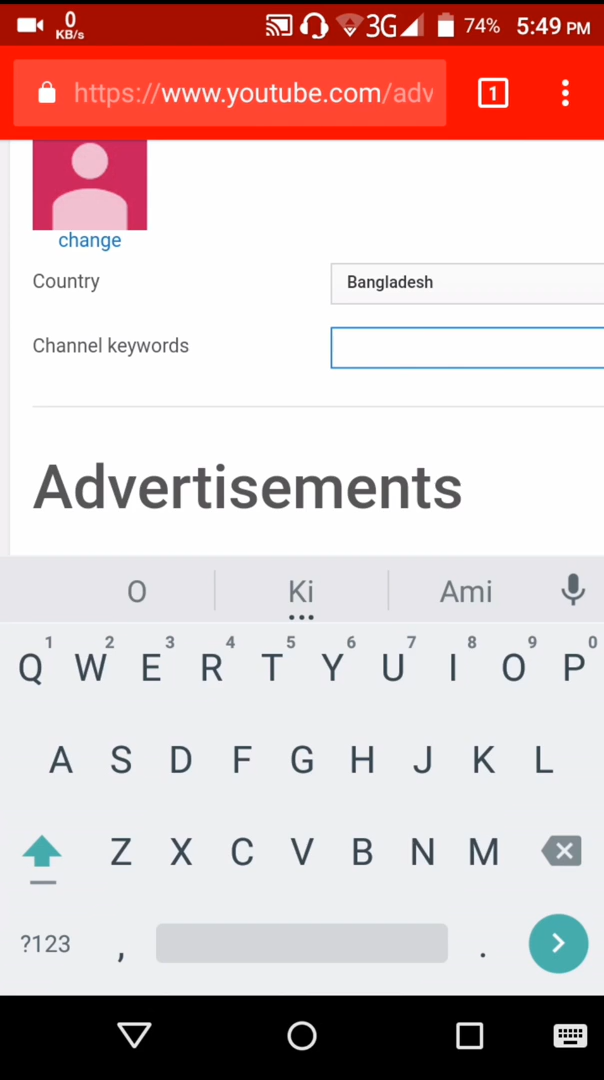 0
KB/s
3G
74%
5:49 PM
https://www.youtube.com/adv
1
change
Country
Bangladesh
Channel keywords
Advertisements
O Ki Ami
1 2 3 4 5 6 7 8 9 0
Q W E R T Y U I O P
A S D F G H J K L
Z X C V B N M
?123 , .